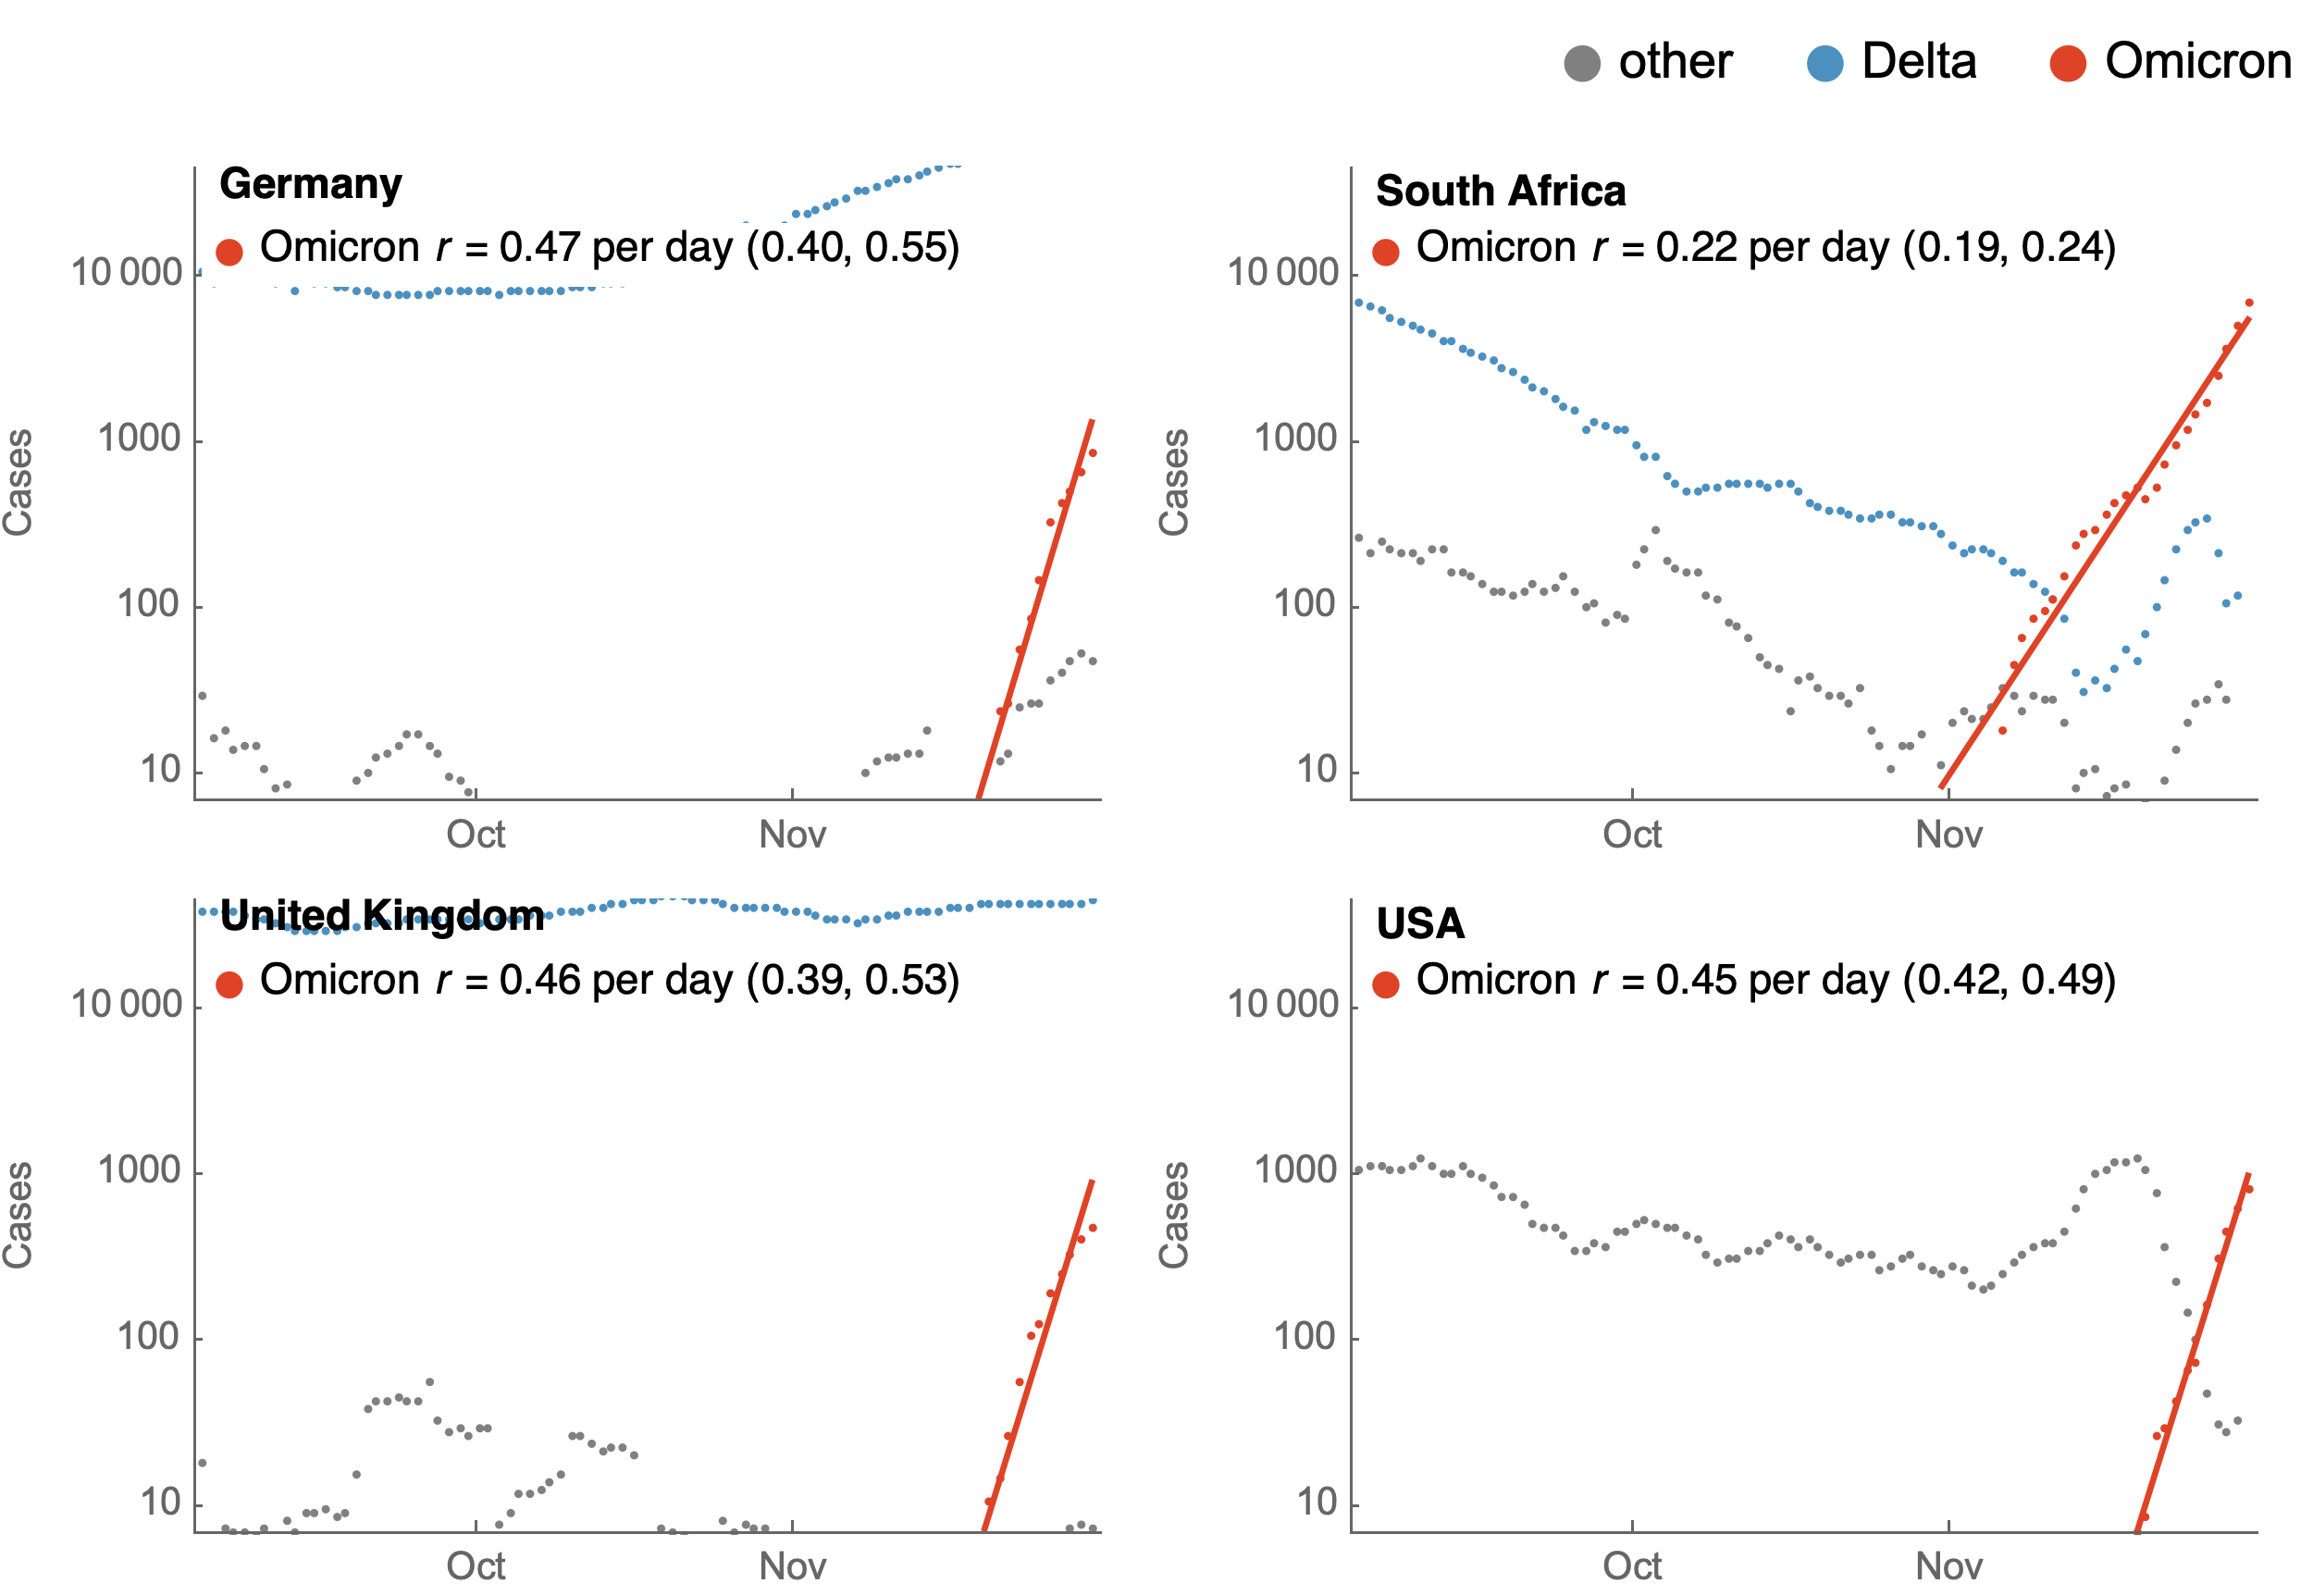 other Delta Omicron
Germany
Omicron r = 0.47 per day (0.40, 0.55)
10 000
1000
100
10
Cases
Oct Nov
South Africa
Omicron r = 0.22 per day (0.19, 0.24)
10 000
1000
100
10
Cases
Oct Nov
United Kingdom
Omicron r = 0.46 per day (0.39, 0.53)
10 000
1000
100
10
Cases
Oct Nov
USA
Omicron r = 0.45 per day (0.42, 0.49)
10 000
1000
100
10
Cases
Oct Nov